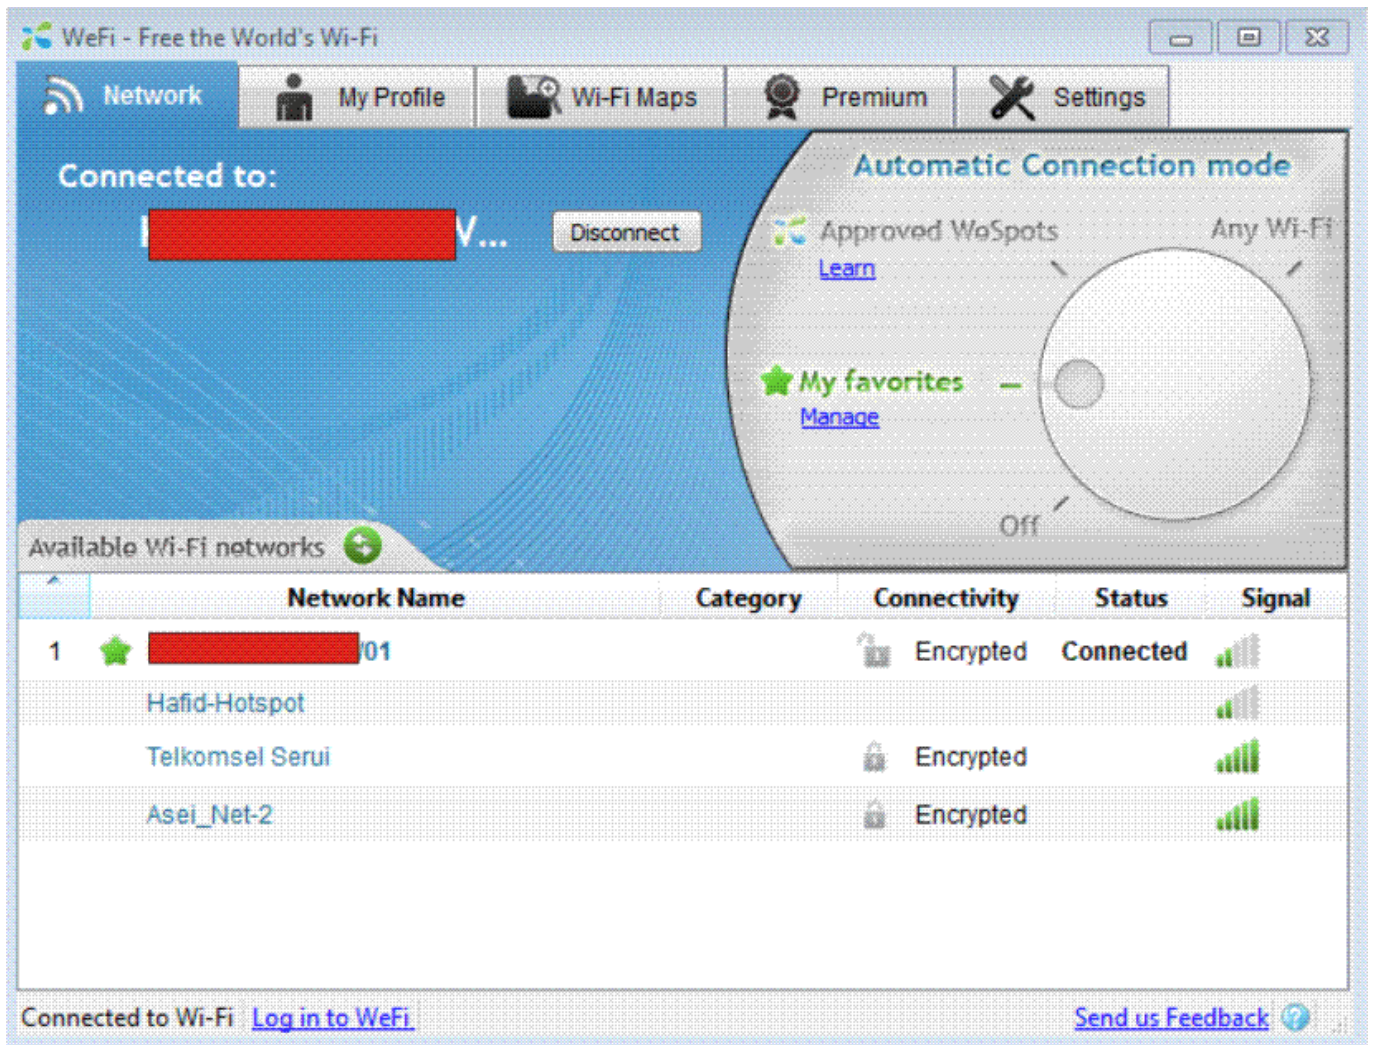 WeFi - Free the World's Wi-Fi
Network My Profile Wi-Fi Maps Premium Settings
Connected to:
Disconnect
Automatic Connection mode
Approved WeSpots
Learn
Any Wi-Fi
My favorites
Manage
Off
Available Wi-Fi networks
Network Name Category Connectivity Status Signal
1 /01 Encrypted Connected
Hafid-Hotspot
Telkomsel Serui Encrypted
Asei_Net-2 Encrypted
Connected to Wi-Fi Log in to WeFi Send us Feedback